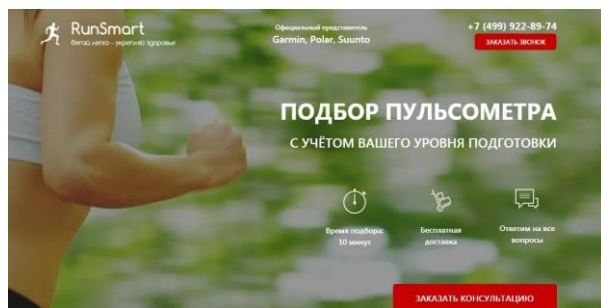 RunSmart
бегай легко - укрепляй здоровье
Официальный представитель
Garmin, Polar, Suunto
+7 (499) 922-89-74
ЗАКАЗАТЬ ЗВОНОК
ПОДБОР ПУЛЬСОМЕТРА
С УЧЁТОМ ВАШЕГО УРОВНЯ ПОДГОТОВКИ
Время подбора:
10 минут
Бесплатная
доставка
Ответим на все
вопросы
ЗАКАЗАТЬ КОНСУЛЬТАЦИЮ